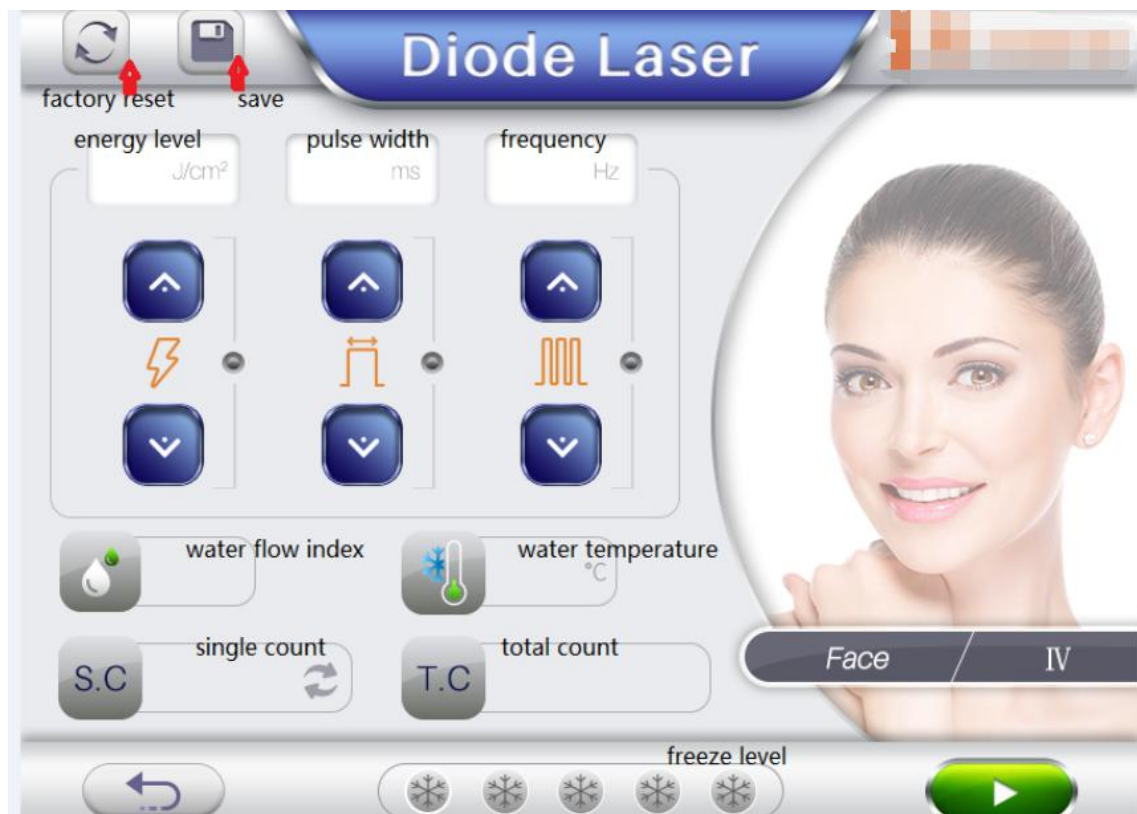 Diode Laser
factory reset
save
energy level
pulse width
frequency
J/cm²
ms
Hz
water flow index
water temperature
°C
single count
total count
S.C
T.C
Face
IV
freeze level